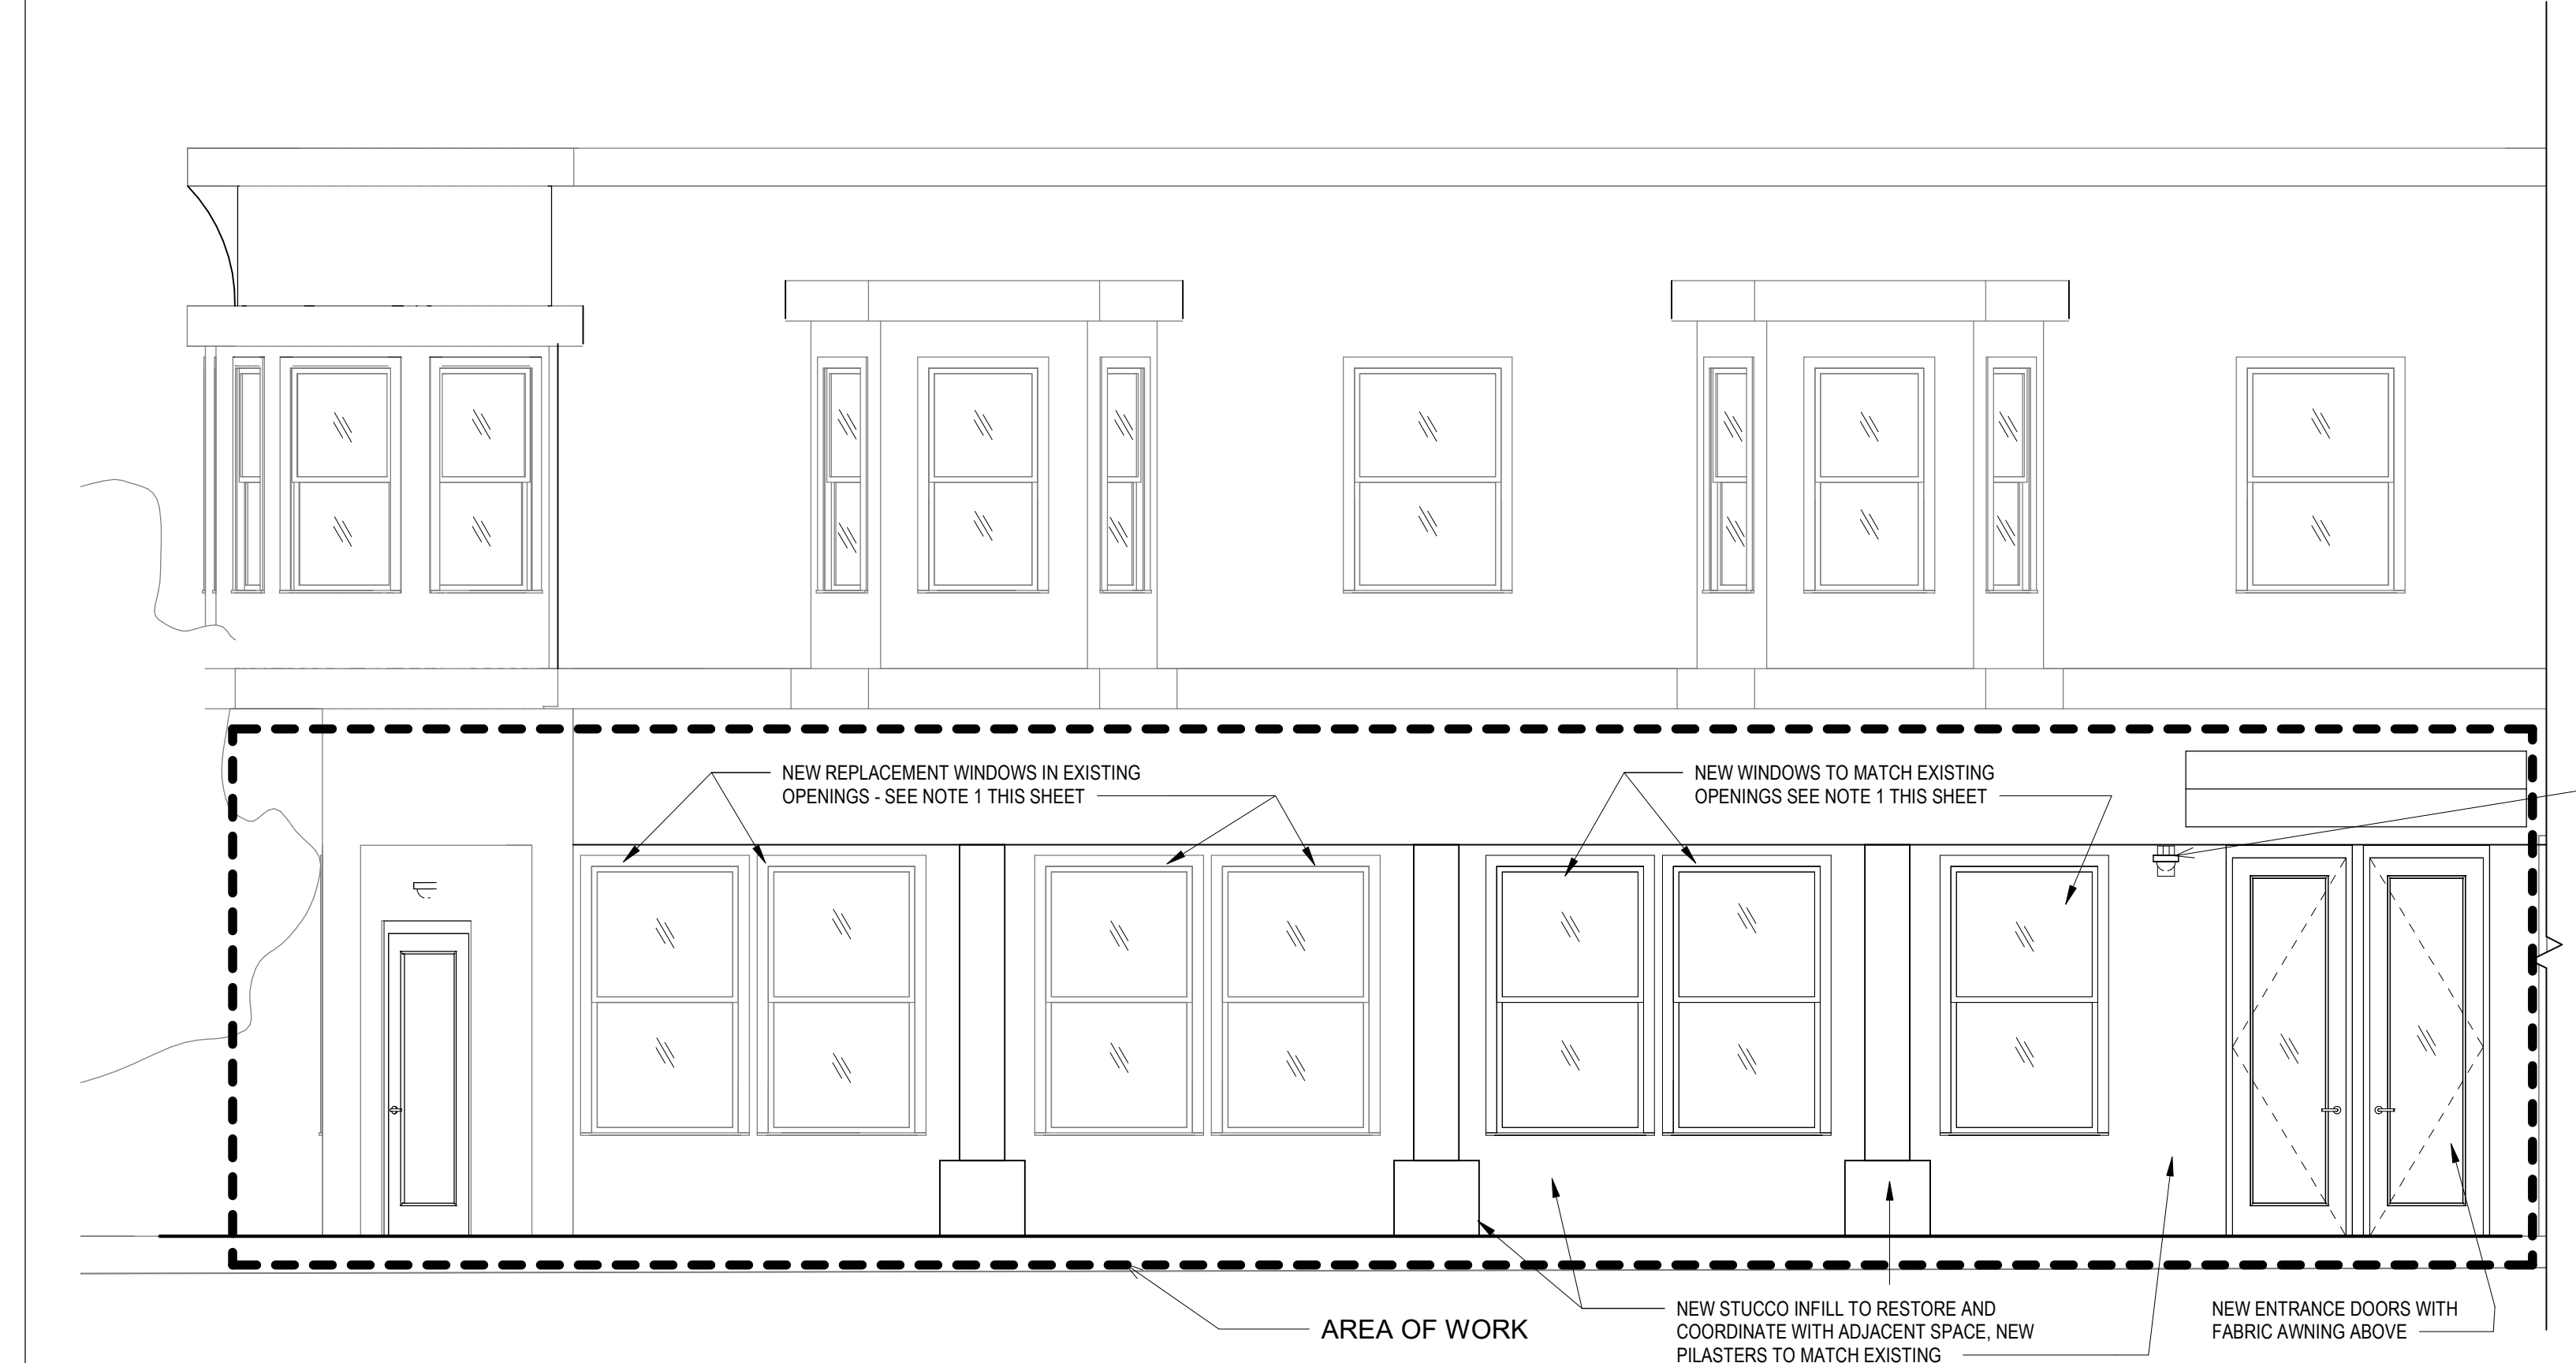 NEW REPLACEMENT WINDOWS IN EXISTING
OPENINGS - SEE NOTE 1 THIS SHEET
NEW WINDOWS TO MATCH EXISTING
OPENINGS SEE NOTE 1 THIS SHEET
AREA OF WORK
NEW STUCCO INFILL TO RESTORE AND
COORDINATE WITH ADJACENT SPACE, NEW
PILASTERS TO MATCH EXISTING
NEW ENTRANCE DOORS WITH
FABRIC AWNING ABOVE